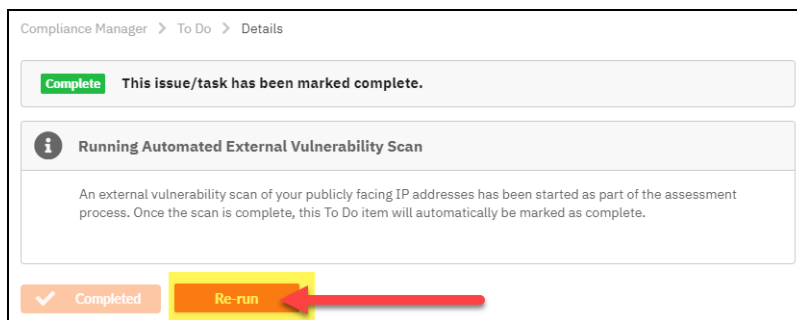 Compliance Manager > To Do > Details
Complete This issue/task has been marked complete.
Running Automated External Vulnerability Scan
An external vulnerability scan of your publicly facing IP addresses has been started as part of the assessment
process. Once the scan is complete, this To Do item will automatically be marked as complete.
Completed Re-run